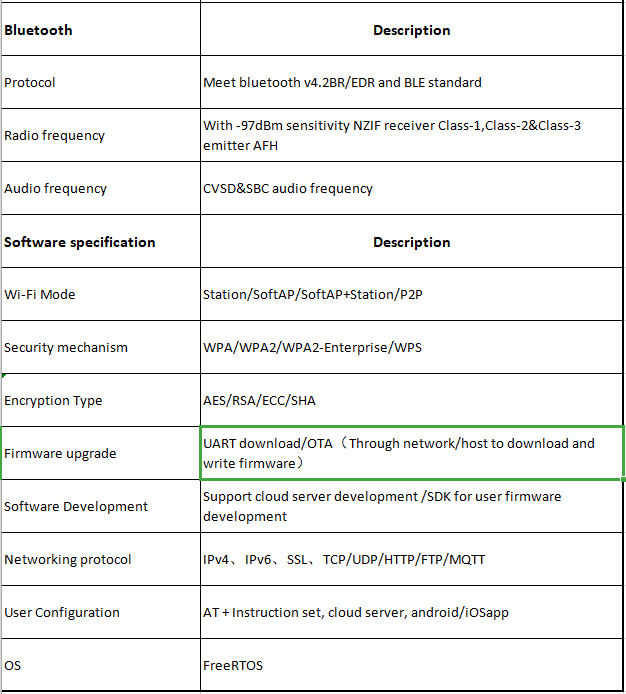 Bluetooth Description
Protocol Meet bluetooth v4.2BR/EDR and BLE standard
Radio frequency With -97dBm sensitivity NZIF receiver Class-1,Class-2&Class-3
emitter AFH
Audio frequency CVSD&SBC audio frequency
Software specification Description
Wi-Fi Mode Station/SoftAP/SoftAP+Station/P2P
Security mechanism WPA/WPA2/WPA2-Enterprise/WPS
Encryption Type AES/RSA/ECC/SHA
Firmware upgrade UART download/OTA（Through network/host to download and
write firmware）
Software Development Support cloud server development /SDK for user firmware
development
Networking protocol IPv4、IPv6、SSL、TCP/UDP/HTTP/FTP/MQTT
User Configuration AT + Instruction set, cloud server, android/iOSapp
OS FreeRTOS